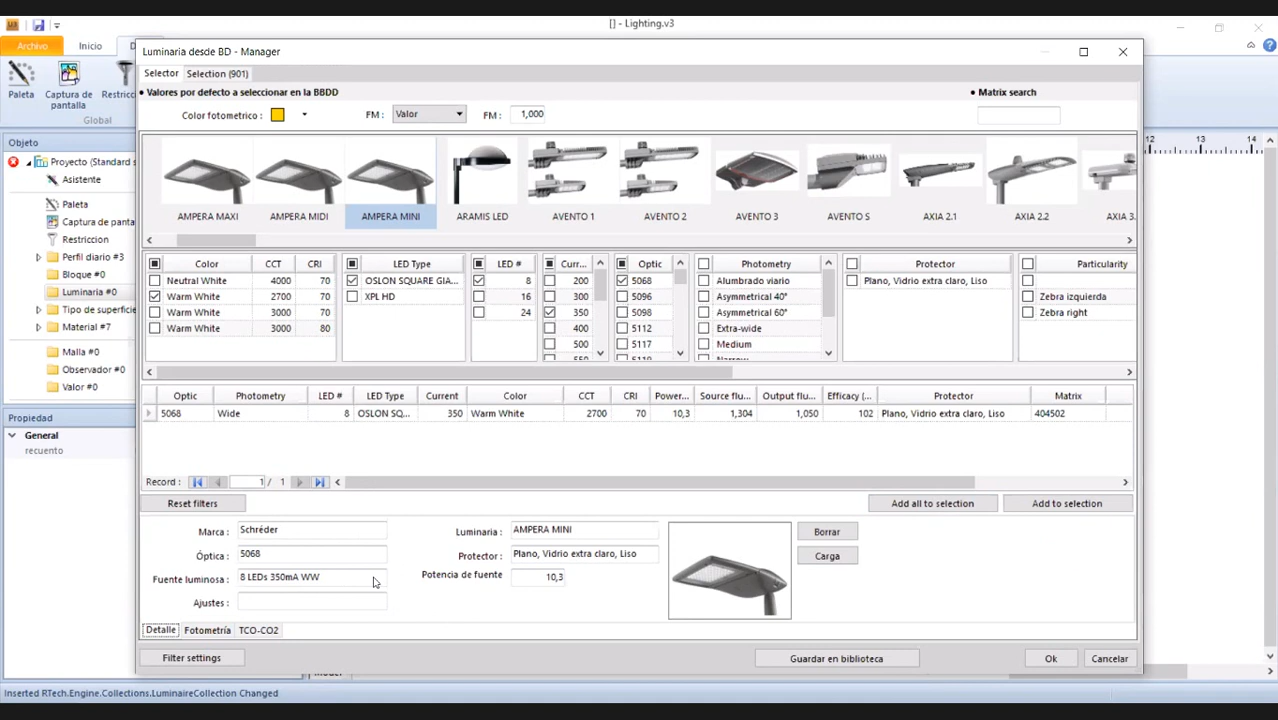 [] - Lighting.v3
Archivo Inicio
Paleta
Captura de pantalla
Global
Objeto
Proyecto (Standard
Asistente
Paleta
Captura de
Restriccion
Perfil diario #3
Bloque #0
Luminaria #0
Tipo de
Material #7
Malla #0
Observador #0
Señal #0
Propiedad
General
recuento
Luminaria desde BD - Manager
Selector Selection (901)
Valores por defecto a seleccionar en la BBDD
Matrix search
Color fotometrico : FM : Valor FM : 1,000
AMPERA MAXI AMPERA MIDI AMPERA MINI ARAMIS LED AVENTO 1 AVENTO 2 AVENTO 3 AVENTO S AXIA 2.1 AXIA 2.2 AXIA 3.
Color CCT CRI LED Type LED # Curr... Optic Photometry Protector Particularity
Neutral White 4000 70 OSLON SQUARE GIA... 8 200 5068 Alumbrado viario Plano, Vidrio extra claro, Liso
Warm White 2700 70 XPL HD 16 300 5096 Asymmetrical 40° Zebra izquierda
Warm White 3000 70 24 350 5098 Asymmetrical 60° Zebra right
Warm White 3000 80 400 5112 Extra-wide
500 5117 Medium
Optic Photometry LED # LED Type Current Color CCT CRI Power... Source flu... Output flu... Efficacy (... Protector Matrix
5068 Wide 8 OSLON SQ... 350 Warm White 2700 70 10,3 1,304 1,050 102 Plano, Vidrio extra claro, Liso 404502
Record : 1 / 1
Reset filters Add all to selection Add to selection
Marca : Schréder Luminaria : AMPERA MINI Borrar
Óptica : 5068 Protector : Plano, Vidrio extra claro, Liso Carga
Fuente luminosa : 8 LEDs 350mA WW Potencia de fuente 10,3
Ajustes :
Detalle Fotometría TCO-CO2
Filter settings Guardar en biblioteca Ok Cancelar
12 13 14
Inserted RTech.Engine.Collections.LuminaireCollection Changed